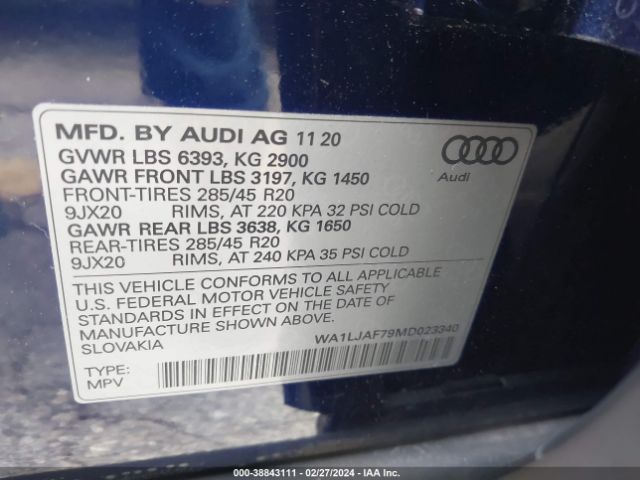 MFD. BY AUDI AG 11 20
GVWR LBS 6393, KG 2900
GAWR FRONT LBS 3197, KG 1450
FRONT-TIRES 285/45 R20
9JX20 RIMS, AT 220 KPA 32 PSI COLD
GAWR REAR LBS 3638, KG 1650
REAR-TIRES 285/45 R20
9JX20 RIMS, AT 240 KPA 35 PSI COLD
THIS VEHICLE CONFORMS TO ALL APPLICABLE
U.S. FEDERAL MOTOR VEHICLE SAFETY
STANDARDS IN EFFECT ON THE DATE OF
MANUFACTURE SHOWN ABOVE.
SLOVAKIA
WA1LJAF79MD023340
TYPE:
MPV
Audi
000-38843111 - 02/27/2024 - IAA Inc.